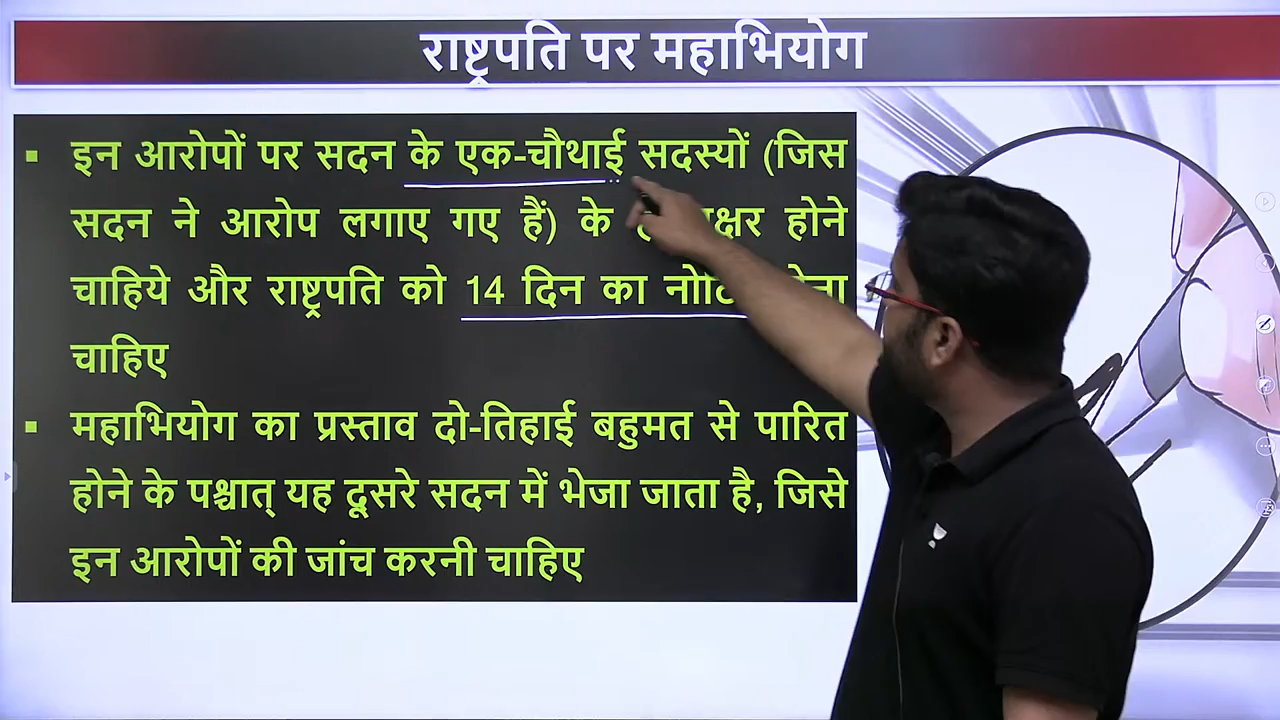 राष्ट्रपति पर महाभियोग
इन आरोपों पर सदन के एक-चौथाई सदस्यों (जिस
सदन ने आरोप लगाए गए हैं) के होने
चाहिये और राष्ट्रपति को 14 दिन का
चाहिए
महाभियोग का प्रस्ताव दो-तिहाई बहुमत से पारित
होने के पश्चात् यह दूसरे सदन में भेजा जाता है, जिसे
इन आरोपों की जांच करनी चाहिए